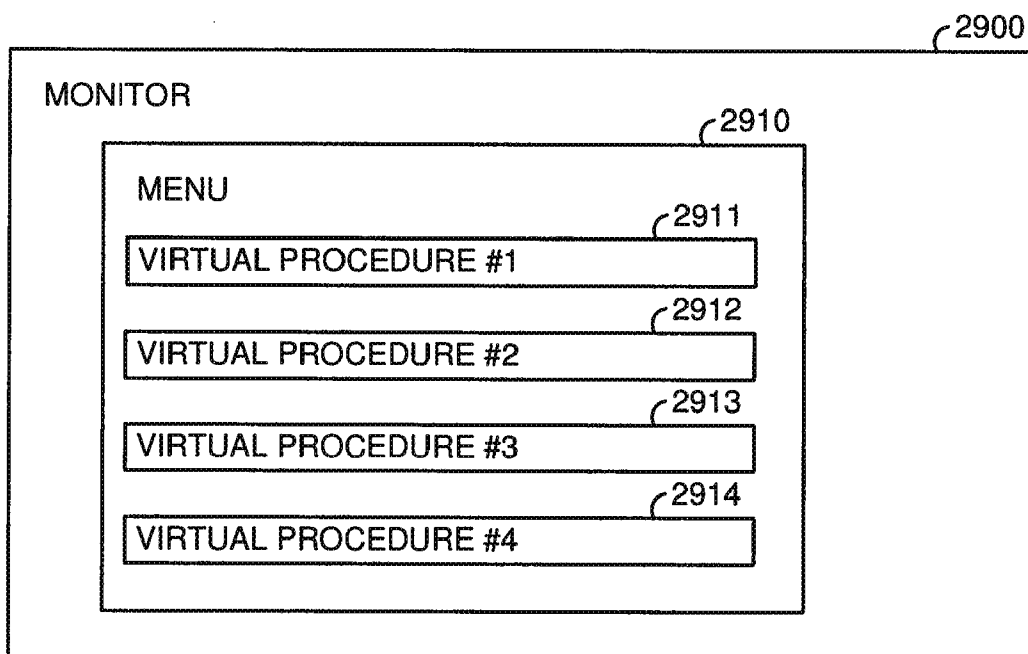 2900
MONITOR
2910
MENU
2911
VIRTUAL PROCEDURE #1
2912
VIRTUAL PROCEDURE #2
2913
VIRTUAL PROCEDURE #3
2914
VIRTUAL PROCEDURE #4